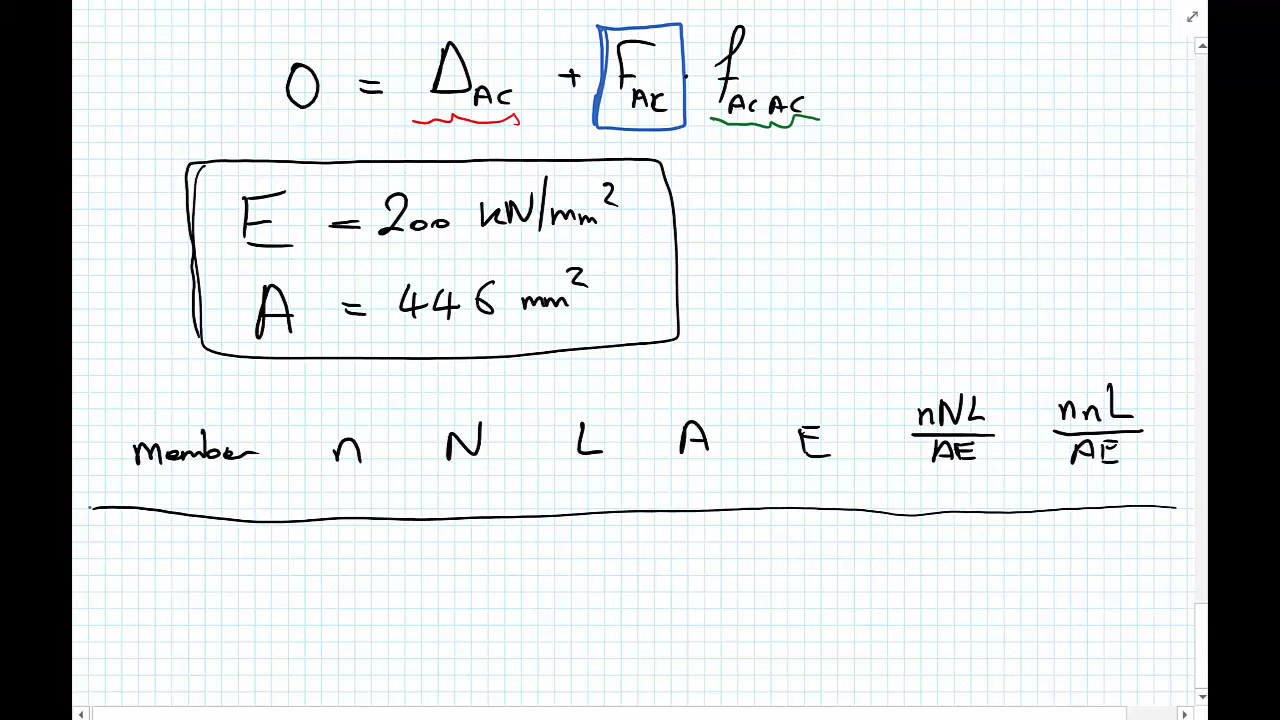 0 = Δ_AC + F_AC · f_AC AC
E = 200 kN/mm²
A = 446 mm²
member n N L A E nNL/AE nnL/AE